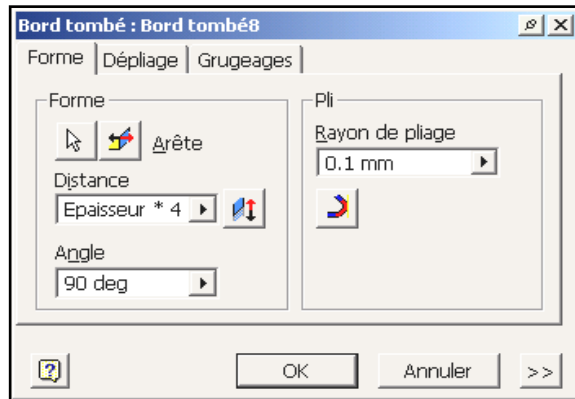 Bord tombé : Bord tombé8
Forme Dépliage Grugeages
Forme
Arête
Distance
Epaisseur * 4
Angle
90 deg
Pli
Rayon de pliage
0.1 mm
OK Annuler >>